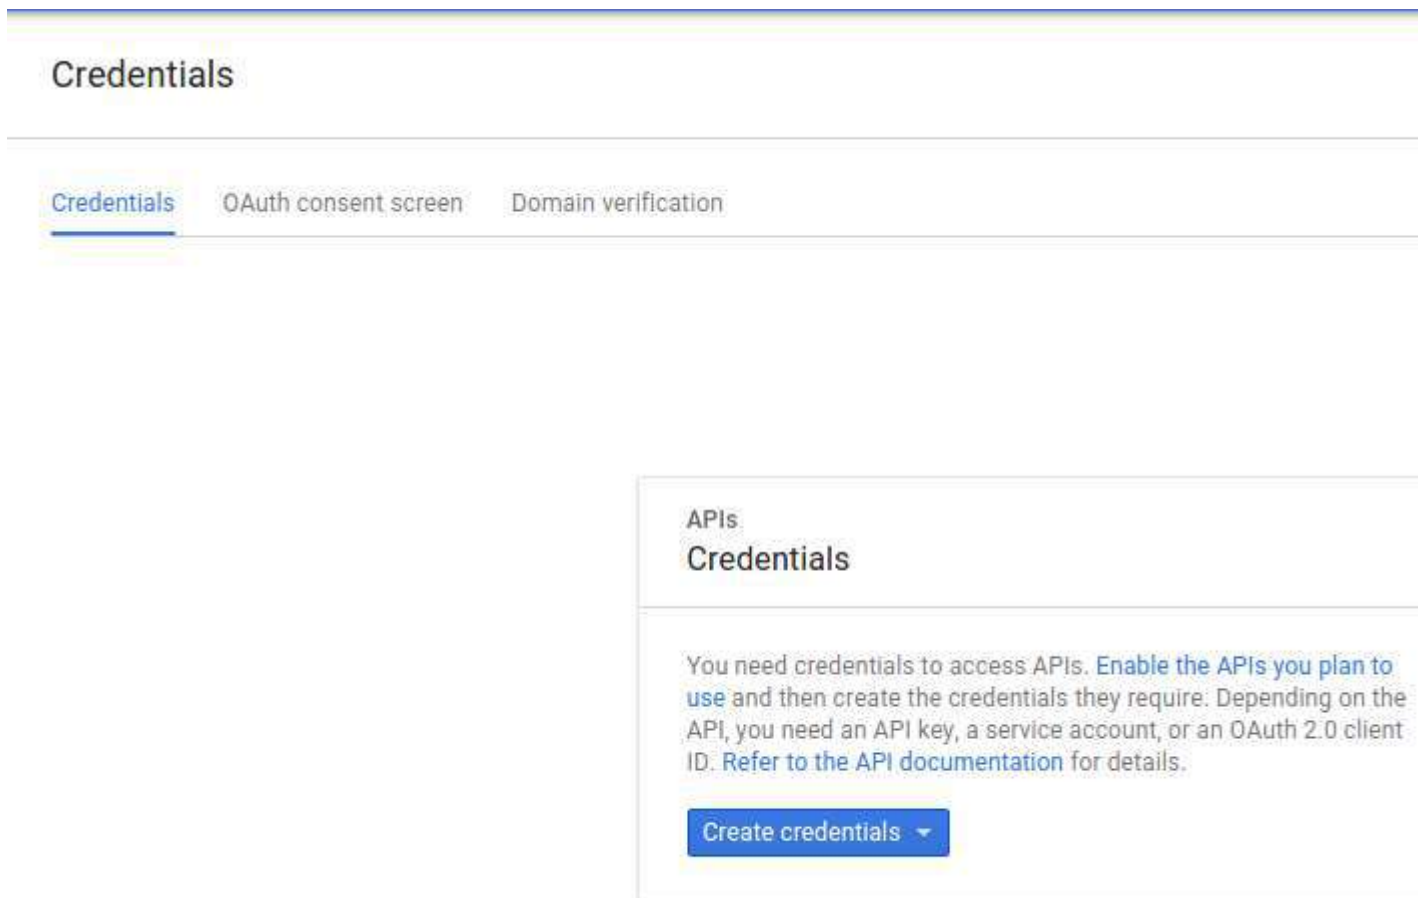 Credentials
Credentials OAuth consent screen Domain verification
APIs
Credentials
You need credentials to access APIs. Enable the APIs you plan to
use and then create the credentials they require. Depending on the
API, you need an API key, a service account, or an OAuth 2.0 client
ID. Refer to the API documentation for details.
Create credentials